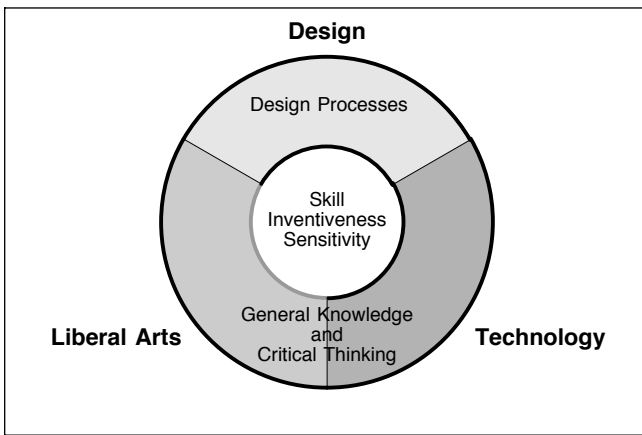 Design
Design Processes
Skill
Inventiveness
Sensitivity
General Knowledge
and
Critical Thinking
Liberal Arts
Technology